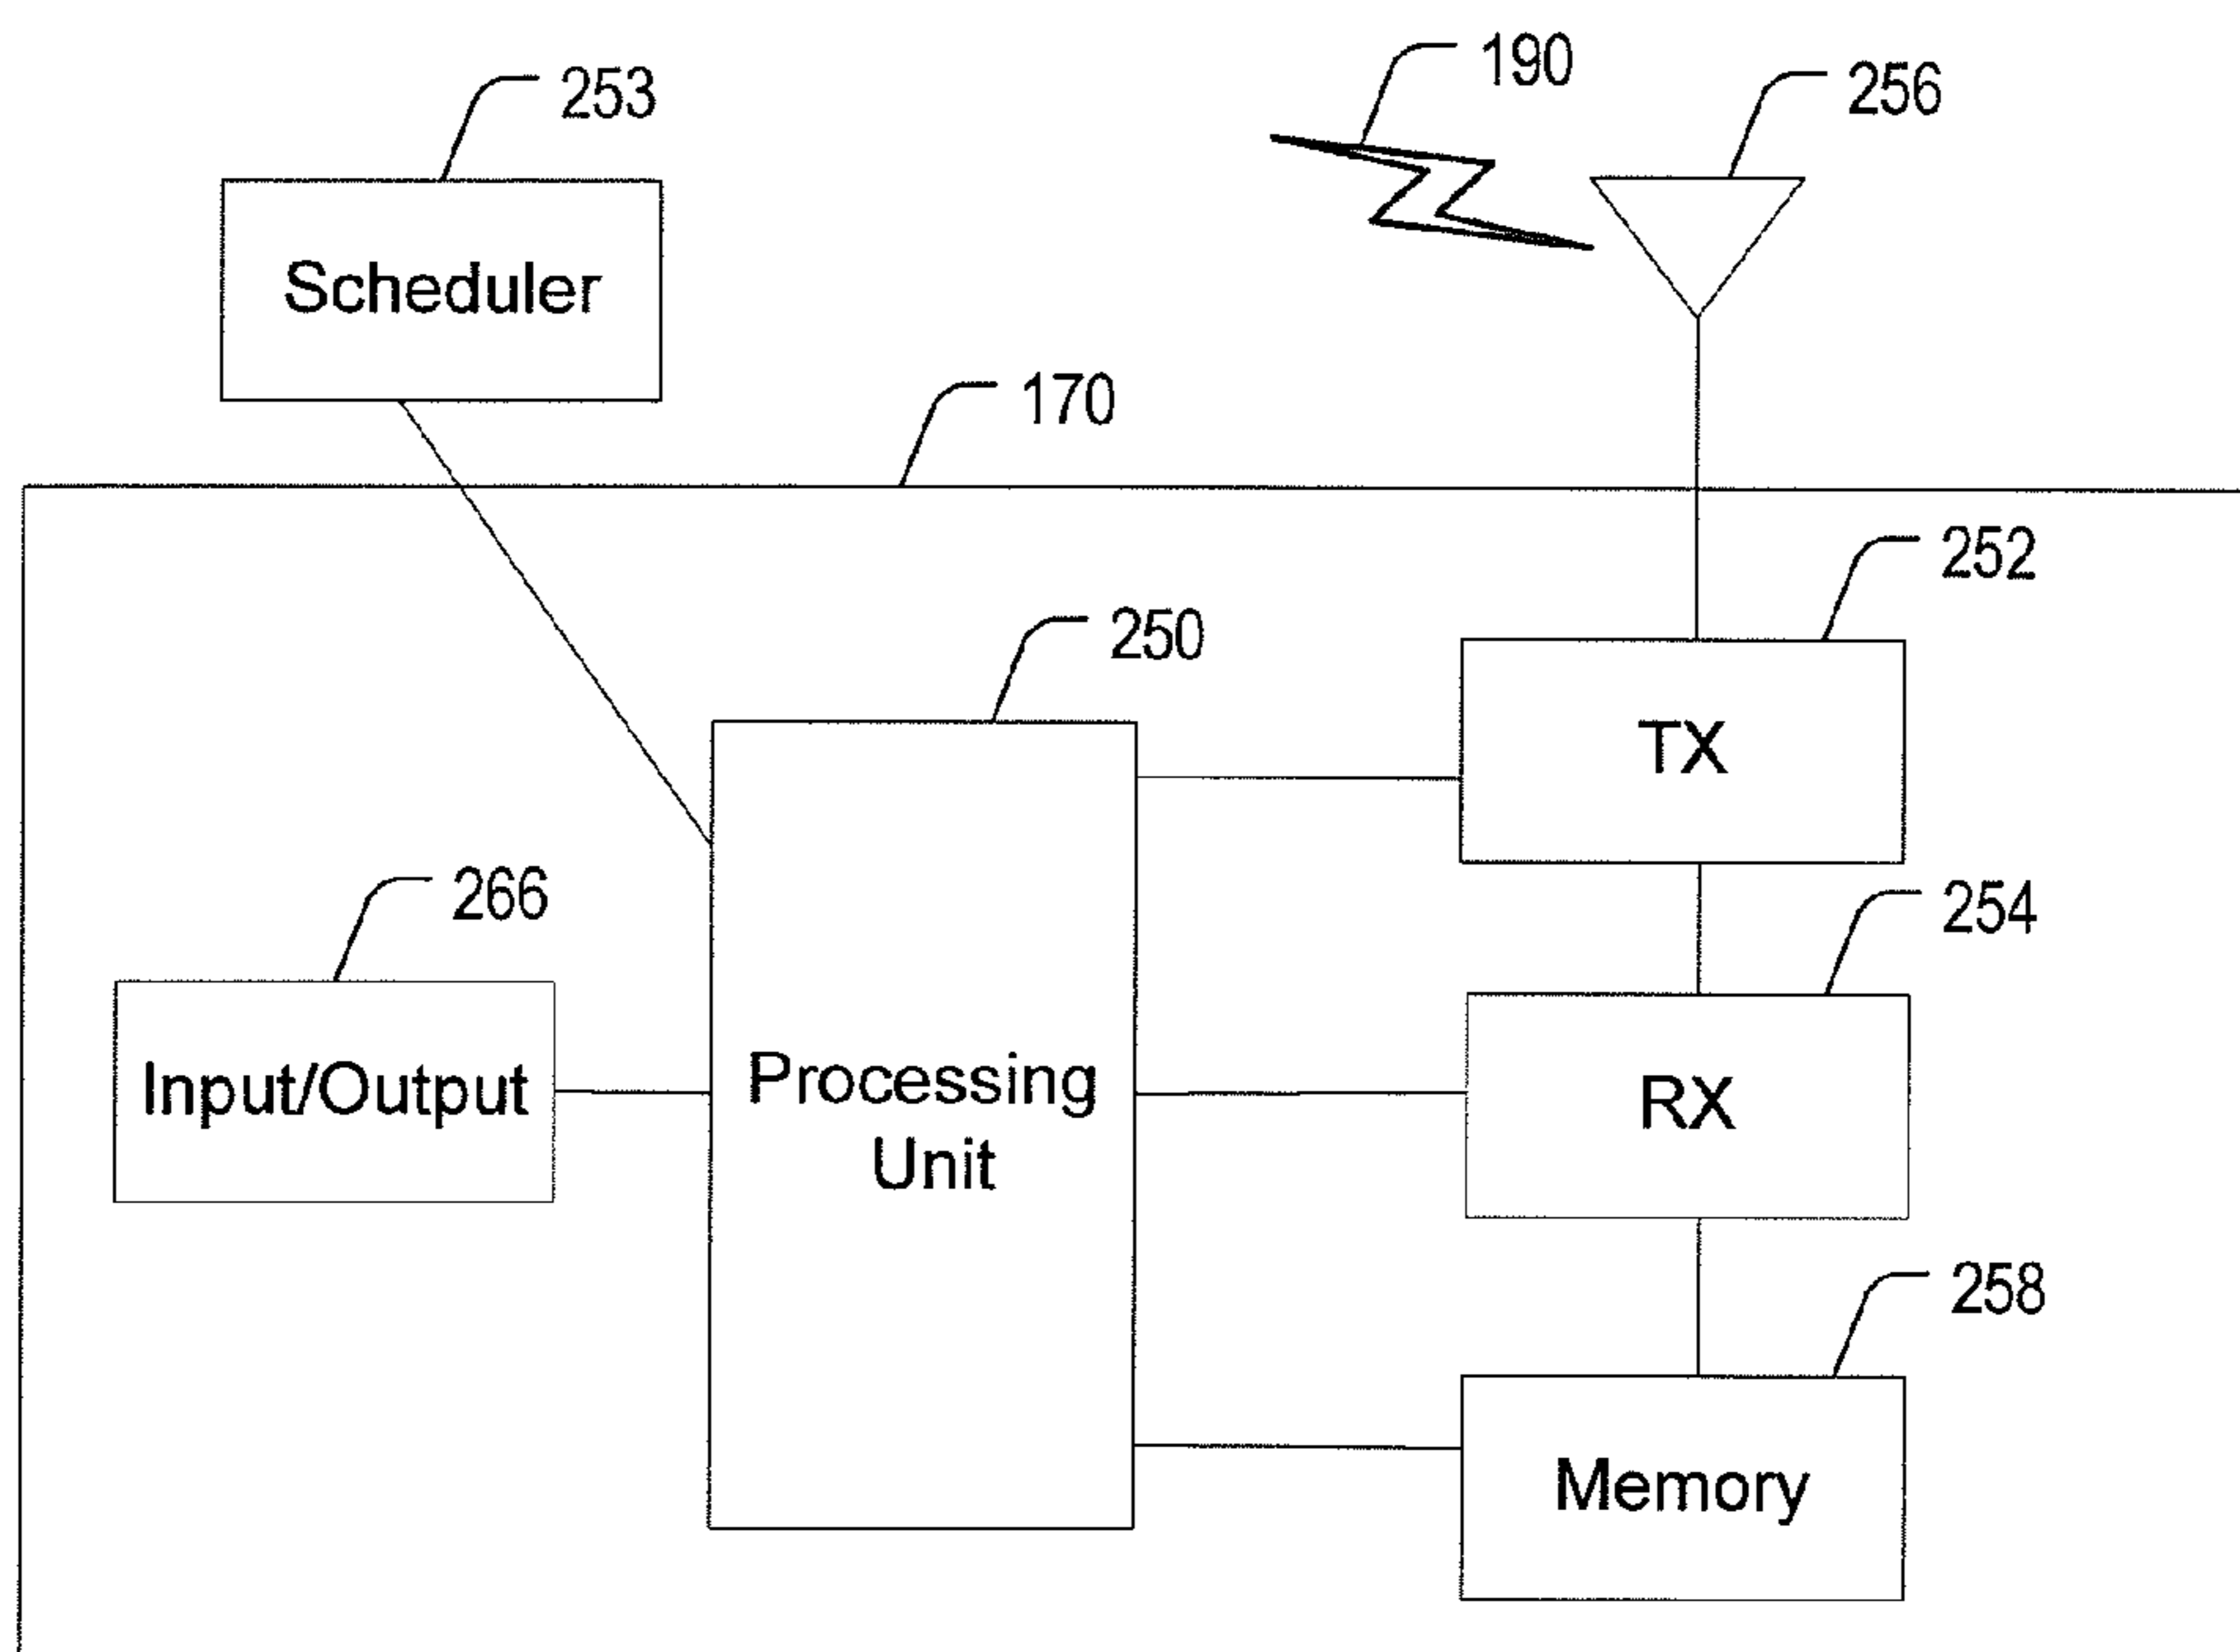 190
256
253
Scheduler
170
252
250
TX
266
254
Input/Output
Processing
Unit
RX
258
Memory